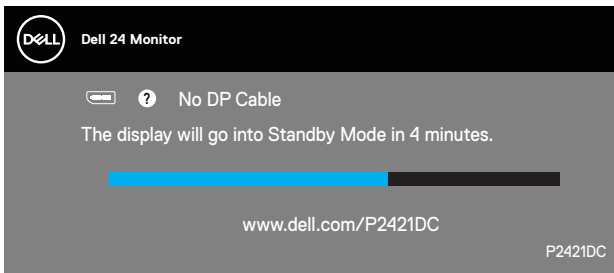 DELL Dell 24 Monitor
? No DP Cable
The display will go into Standby Mode in 4 minutes.
www.dell.com/P2421DC
P2421DC